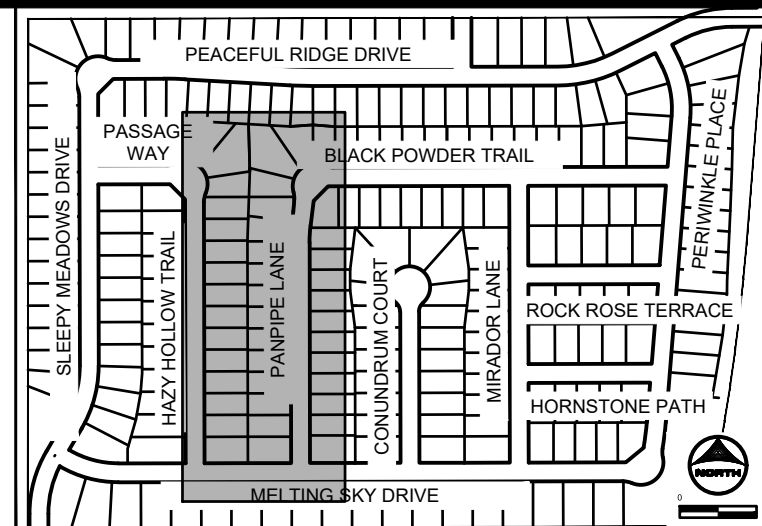 PEACEFUL RIDGE DRIVE
PASSAGE
WAY
BLACK POWDER TRAIL
SLEEPY MEADOWS DRIVE
HAZY HOLLOW TRAIL
PANPIPE LANE
CONUNDRUM COURT
MIRADOR LANE
PERIWINKLE PLACE
ROCK ROSE TERRACE
HORNSTONE PATH
MELTING SKY DRIVE
NORTH
0